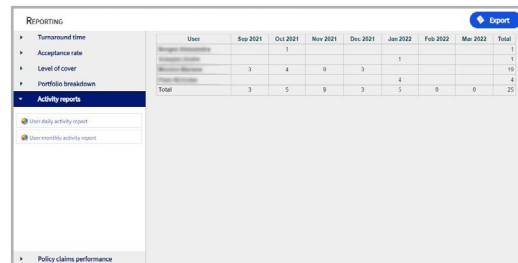 REPORTING
Export
Turnaround time
Acceptance rate
Level of cover
Portfolio breakdown
Activity reports
User daily activity report
User monthly activity report
Policy claims performance
User Sep 2021 Oct 2021 Nov 2021 Dec 2021 Jan 2022 Feb 2022 Mar 2022 Total
1 1
1 1
3 4 9 3 19
4 4
Total 3 5 9 3 5 0 0 25